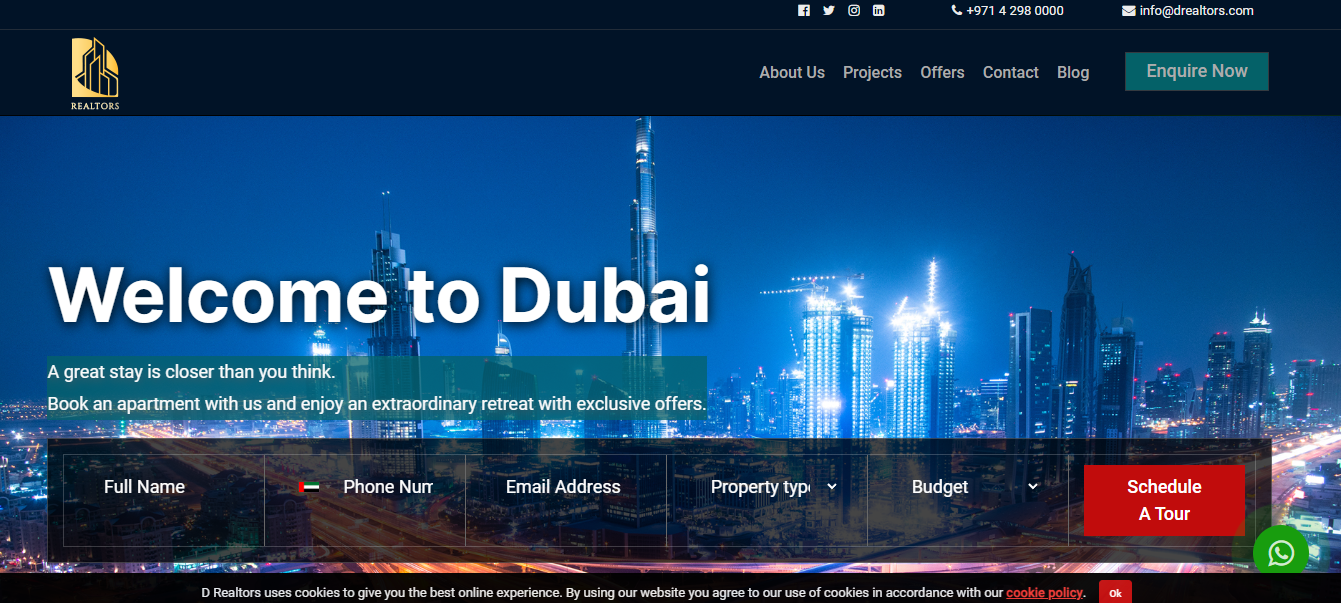 +971 4 298 0000
info@drealtors.com
REALTORS
About Us
Projects
Offers
Contact
Blog
Enquire Now
Welcome to Dubai
A great stay is closer than you think.
Book an apartment with us and enjoy an extraordinary retreat with exclusive offers.
Full Name
Phone Num
Email Address
Property type
Budget
Schedule
A Tour
D Realtors uses cookies to give you the best online experience. By using our website you agree to our use of cookies in accordance with our cookie policy.
Ok